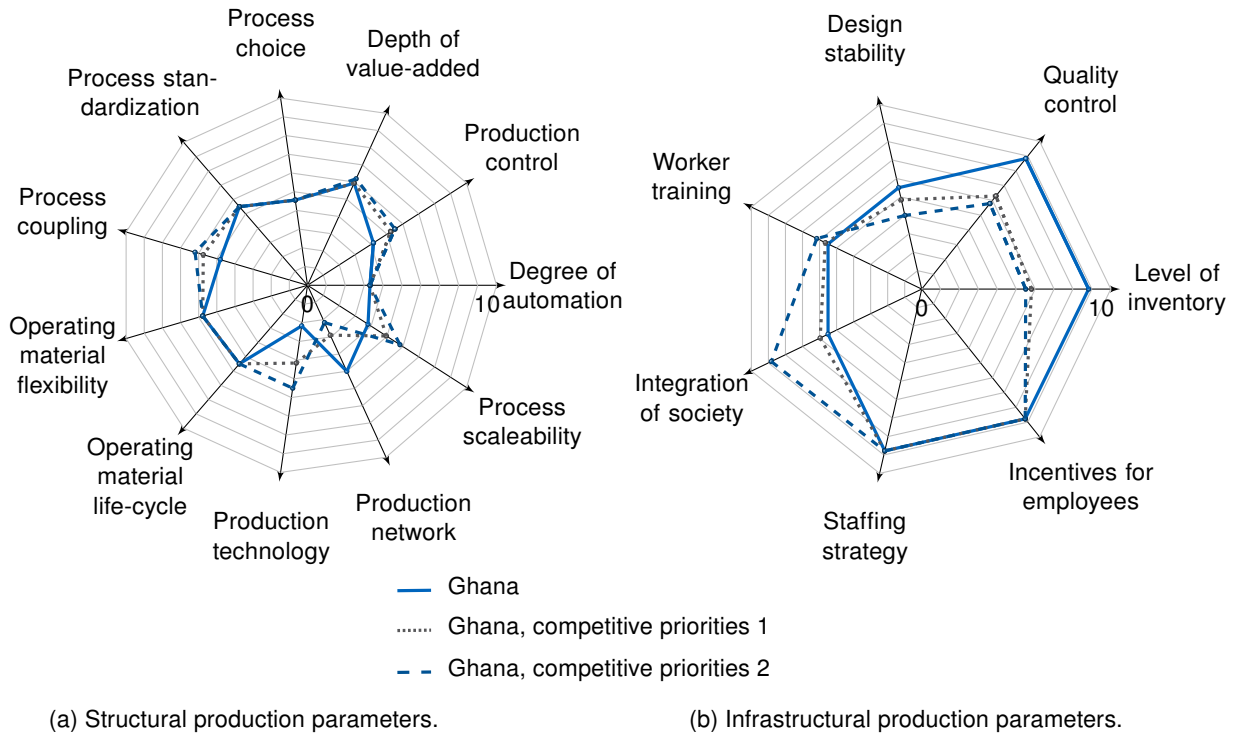 Process
choice
Depth of
value-added
Process stan-
dardization
Production
control
Process
coupling
Degree of
automation
0
10
Operating
material
flexibility
Process
scaleability
Operating
material
life-cycle
Production
technology
Production
network
Design
stability
Quality
control
Worker
training
Level of
inventory
0
10
Integration
of society
Incentives for
employees
Staffing
strategy
Ghana
Ghana, competitive priorities 1
Ghana, competitive priorities 2
(a) Structural production parameters.
(b) Infrastructural production parameters.